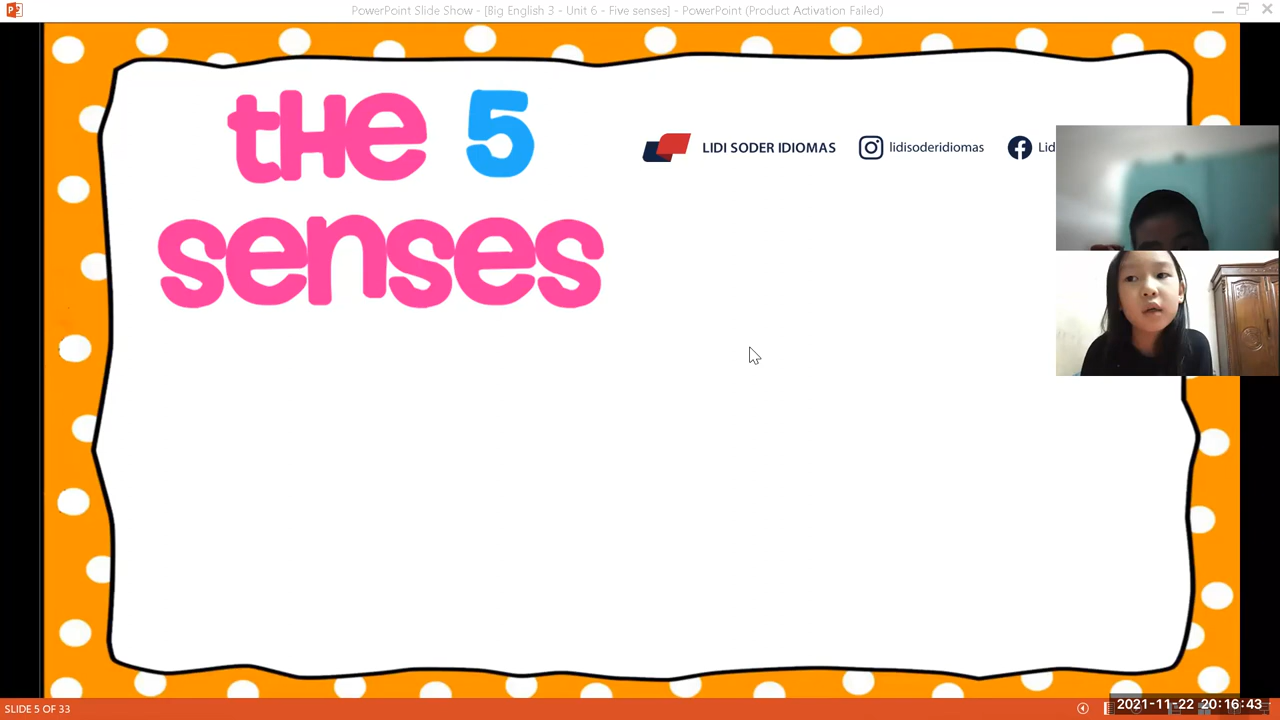 PowerPoint Slide Show - [Big English 3 - Unit 6 - Five senses] - PowerPoint (Product Activation Failed)
the 5
senses
LIDI SODER IDIOMAS lidisoderidiomas Lid
SLIDE 5 OF 33
2021-11-22 20:16:43